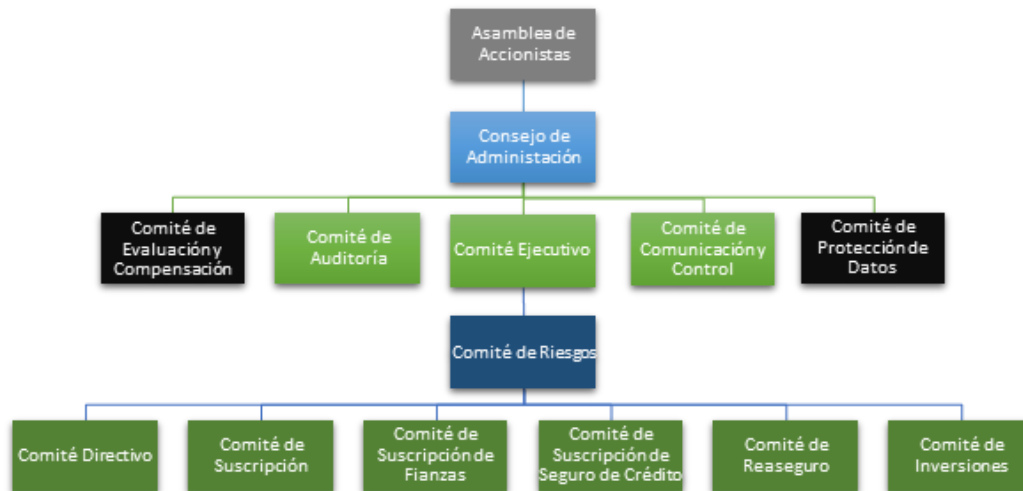 Asamblea de
Accionistas
Consejo de
Administación
Comité de
Evaluación y
Compensación
Comité de
Auditoría
Comité Ejecutivo
Comité de
Comunicación y
Control
Comité de
Protección de
Datos
Comité de Riesgos
Comité Directivo
Comité de
Suscripción
Comité de
Suscripción de
Fianzas
Comité de
Suscripción de
Seguro de Crédito
Comité de
Reaseguro
Comité de
Inversiones